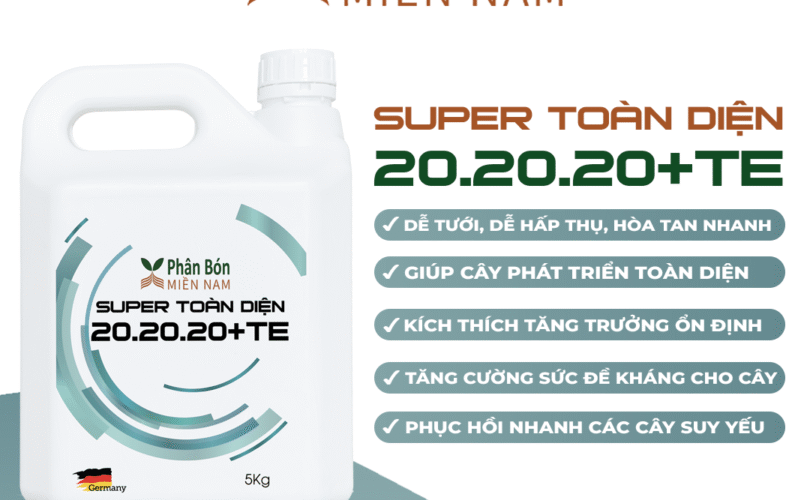 MIỀN NAM
SUPER TOÀN DIỆN
20.20.20+TE
✓ DỄ TƯỚI, DỄ HẤP THỤ, HÒA TAN NHANH
✓ GIÚP CÂY PHÁT TRIỂN TOÀN DIỆN
✓ KÍCH THÍCH TĂNG TRƯỞNG ỔN ĐỊNH
✓ TĂNG CƯỜNG SỨC ĐỀ KHÁNG CHO CÂY
✓ PHỤC HỒI NHANH CÁC CÂY SUY YẾU
Phân Bón
MIỀN NAM
SUPER TOÀN DIỆN
20.20.20+TE
Germany
5Kg